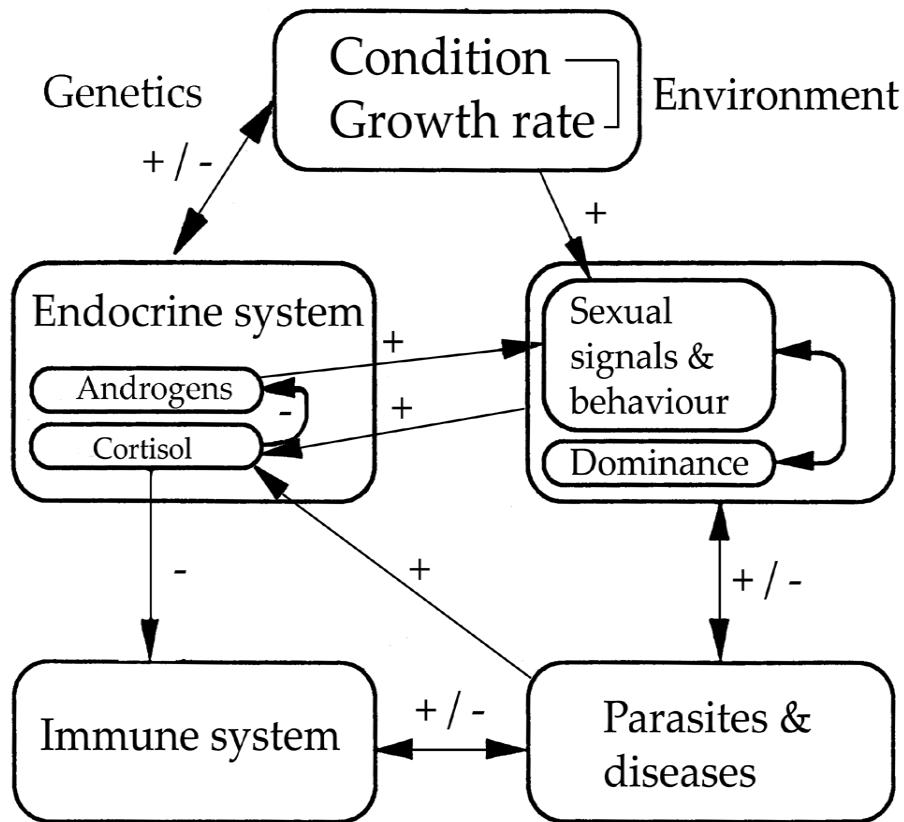 Condition
Growth rate
Genetics
Environment
+ / -
+
Endocrine system
Androgens
-
Cortisol
+
+
Sexual
signals &
behaviour
Dominance
-
+
+ / -
Immune system
+ / -
Parasites &
diseases